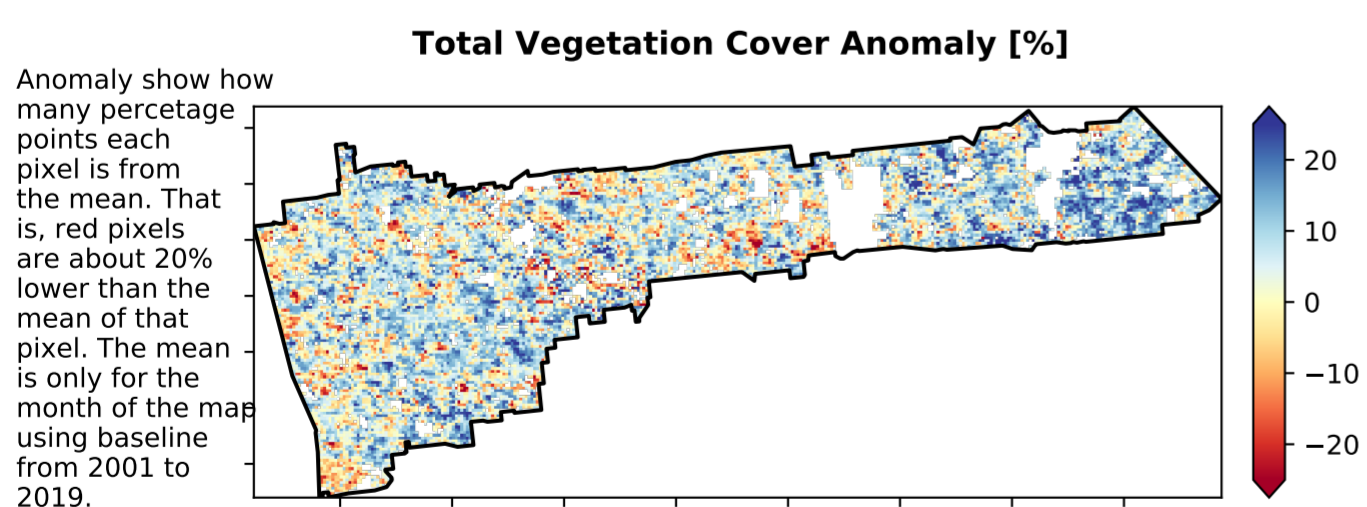 Total Vegetation Cover Anomaly [%]
Anomaly show how
many percetage
points each
pixel is from
the mean. That
is, red pixels
are about 20%
lower than the
mean of that
pixel. The mean
is only for the
month of the map
using baseline
from 2001 to
2019.
20
10
0
−10
−20